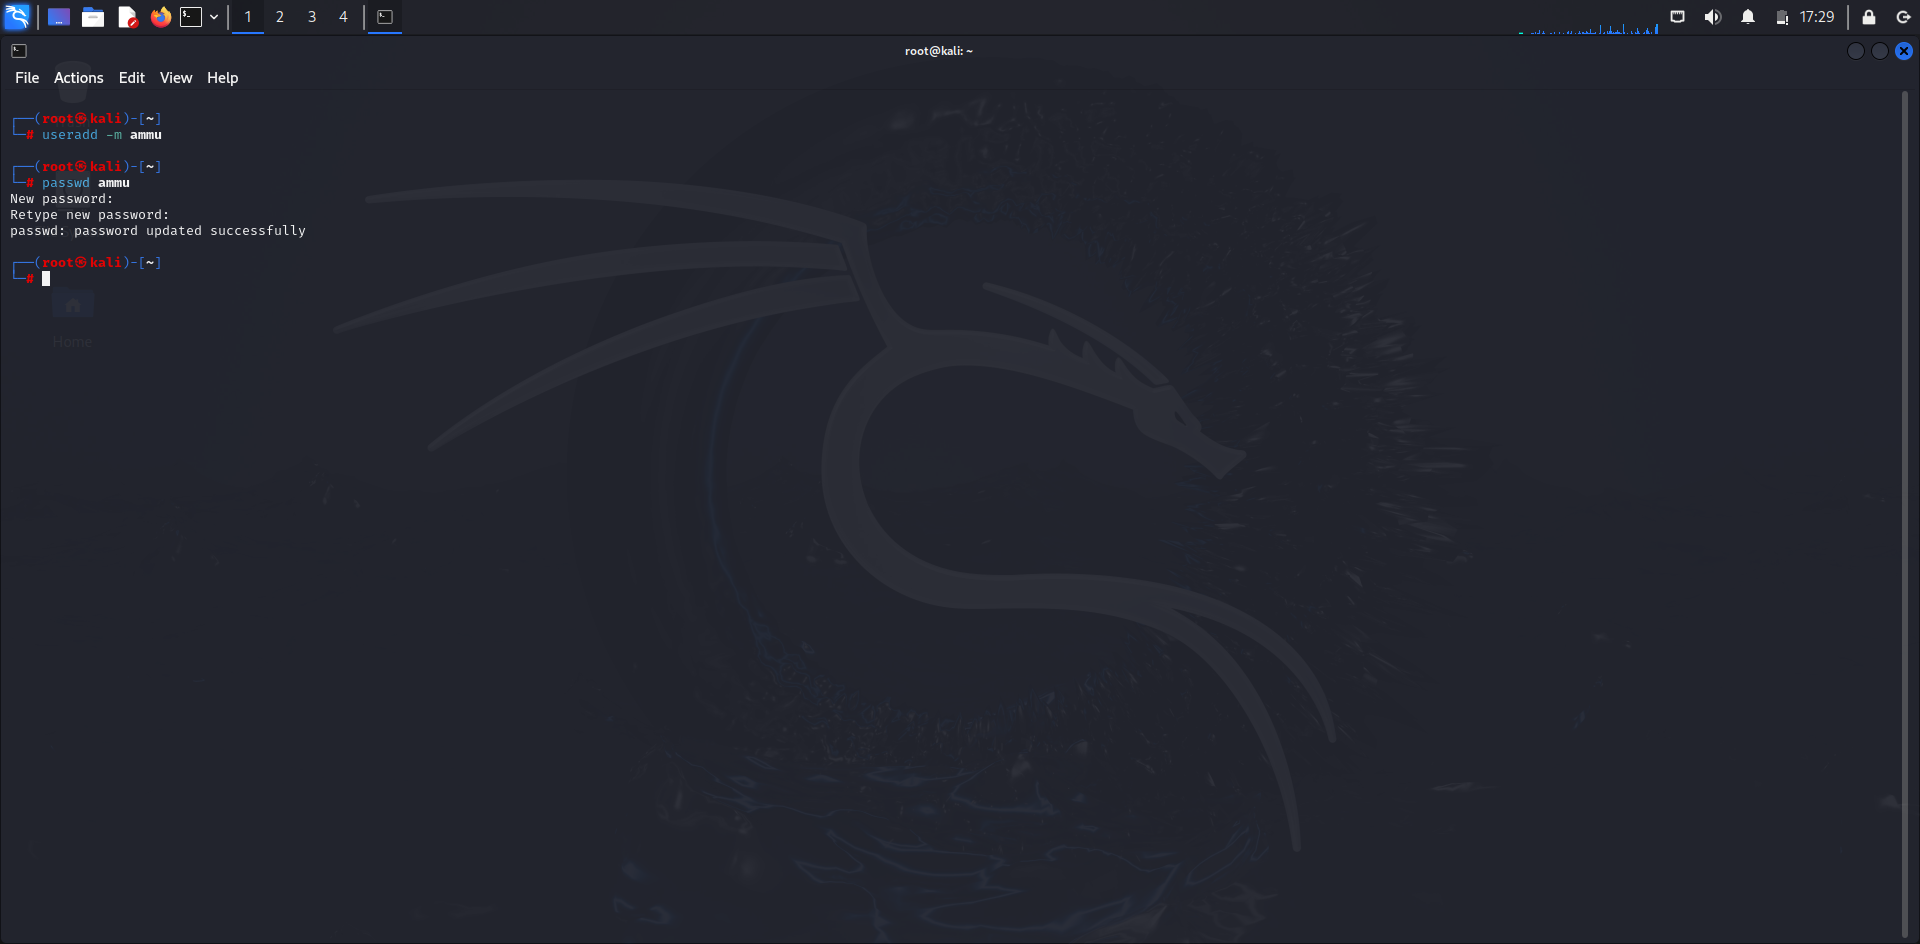 1 2 3 4 17:29
root@kali: ~
File Actions Edit View Help
┌──(root㉿kali)-[~]
└─# useradd -m ammu
┌──(root㉿kali)-[~]
└─# passwd ammu
New password:
Retype new password:
passwd: password updated successfully
┌──(root㉿kali)-[~]
└─#
Home